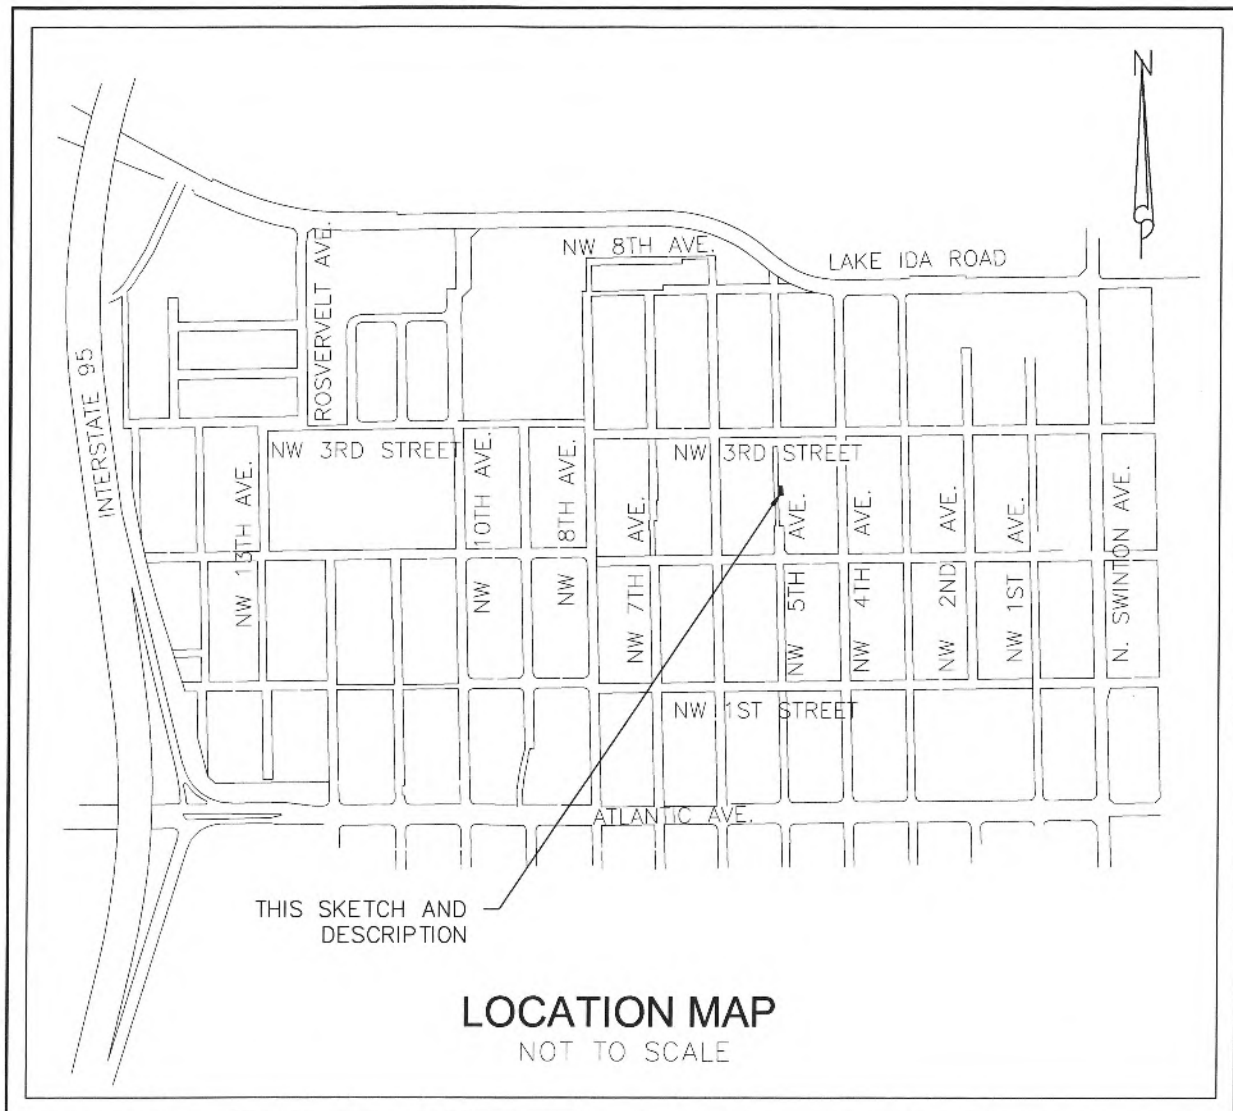 N
NW 8TH AVE.
LAKE IDA ROAD
ROSVERVELT AVE.
INTERSTATE 95
NW 3RD STREET
NW 3RD STREET
NW 13TH AVE.
NW 10TH AVE.
NW 8TH AVE.
NW 7TH AVE.
NW 5TH AVE.
NW 4TH AVE.
NW 2ND AVE.
NW 1ST AVE.
N. SWINTON AVE.
NW 1ST STREET
ATLANTIC AVE.
THIS SKETCH AND
DESCRIPTION
LOCATION MAP
NOT TO SCALE